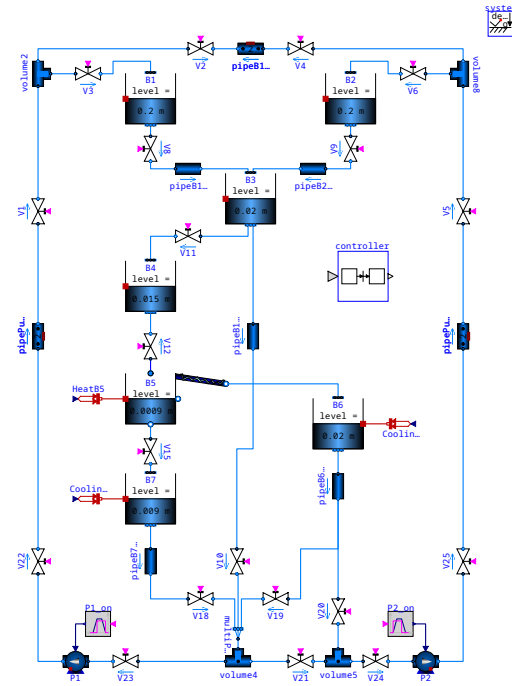 system
de...
g
V2
pipeB1...
V4
volume2
V3
B1
level =
0.2 m
B2
level =
0.2 m
V6
volume8
V8
V9
pipeB1...
pipeB2...
B3
level =
0.02 m
V1
V5
V11
controller
B4
level =
0.015 m
pipePu...
V12
pipeB1...
pipePu...
HeatB5
B5
level =
0.0009 m
B6
level =
0.02 m
Coolin...
V15
B7
level =
0.009 m
Coolin...
pipeB6...
V22
pipeB7...
V10
V25
V18
V19
V20
P1_on
P2_on
multiP...
P1
V23
volume4
V21
volume5
V24
P2